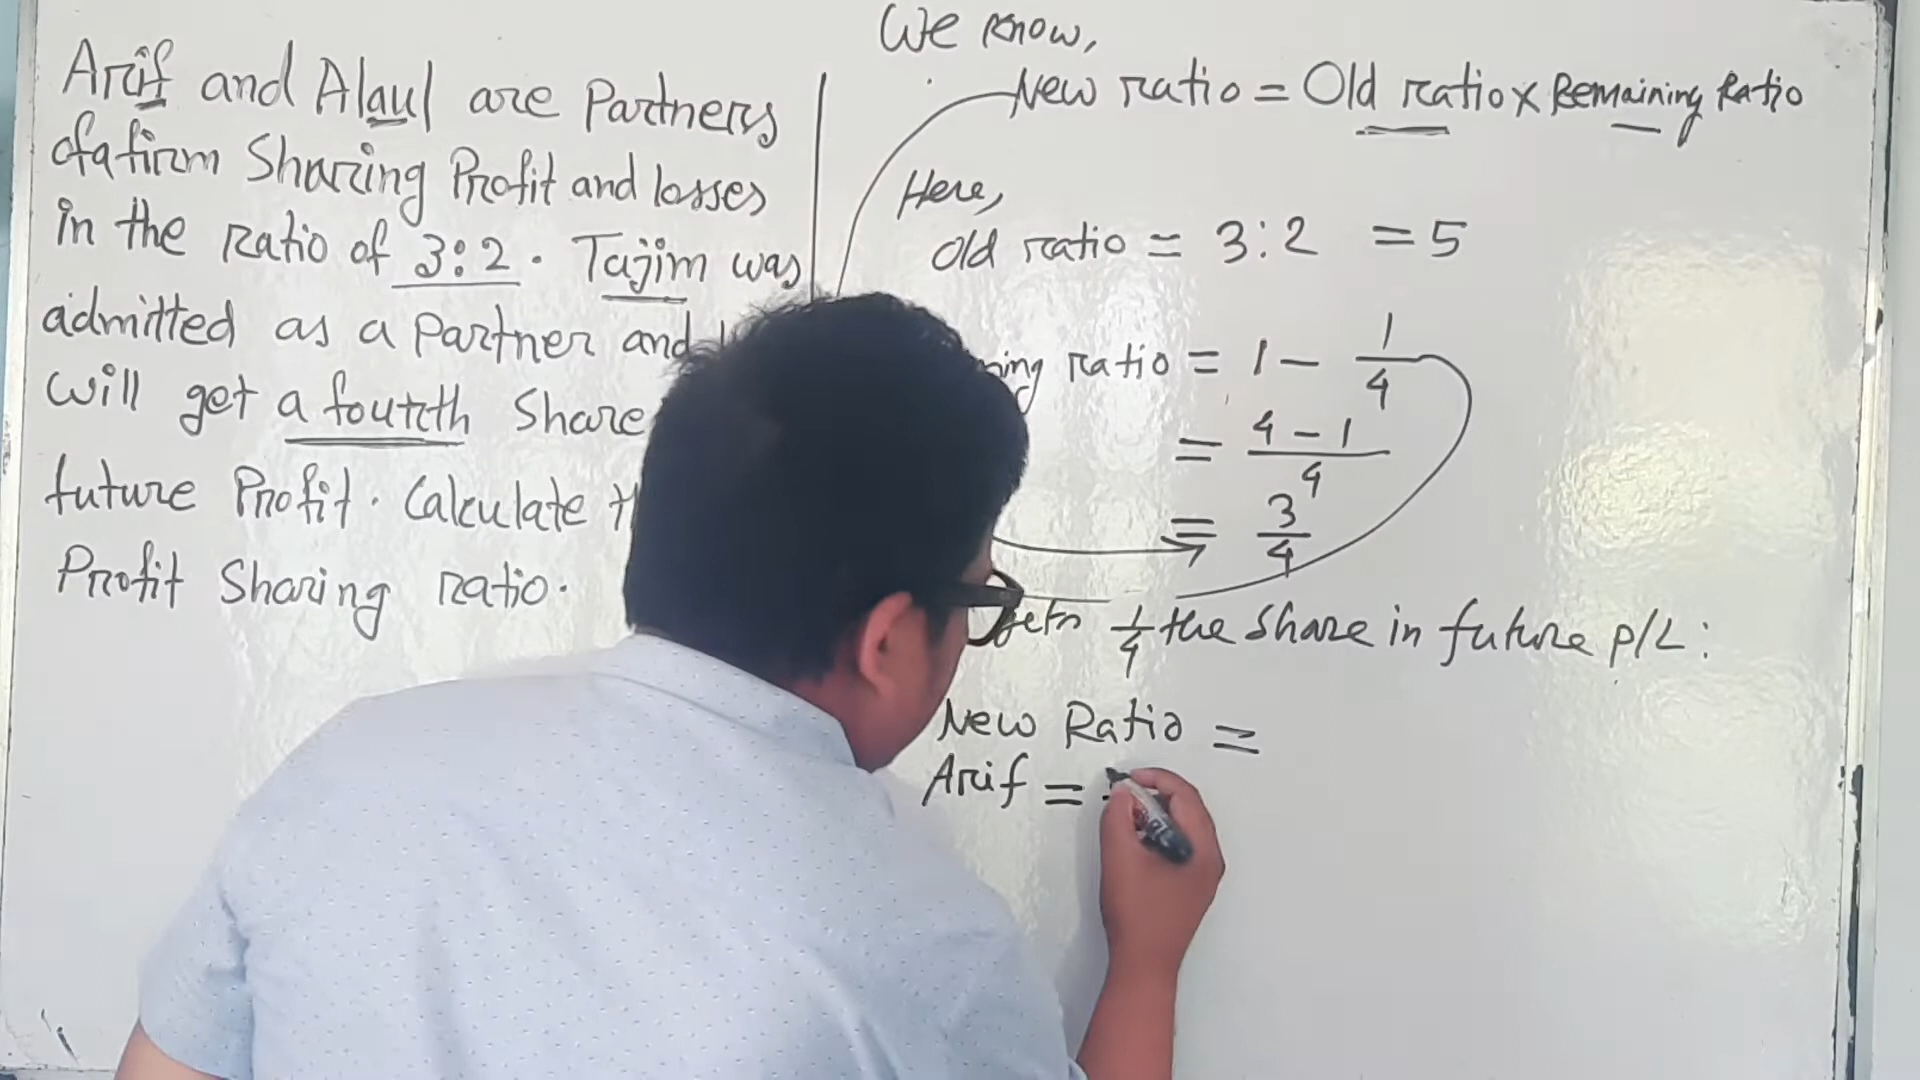 Arif and Alaul are Partners
of a firm Sharing Profit and losses
in the ratio of 3:2. Tajim was
admitted as a Partner and
will get a fourth Share
future Profit. Calculate
Profit Sharing ratio.
We know,
New ratio = Old ratio x Remaining Ratio
Here,
Old ratio = 3:2 = 5
ratio = 1 - 1/4
= 4-1/4
= 3/4
1/4 the share in future P/L:
New Ratio =
Arif =